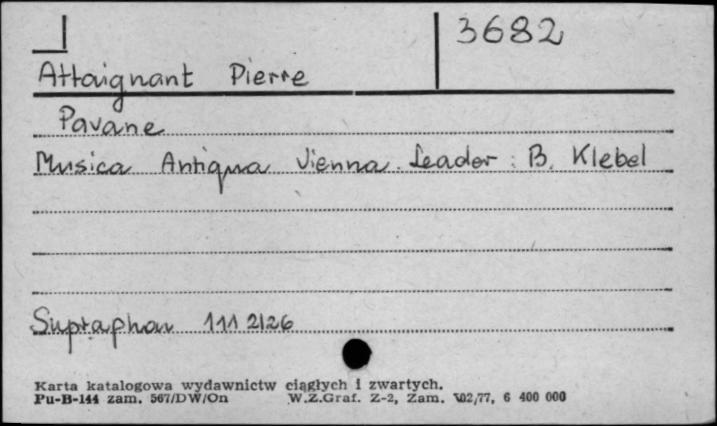 3682
Attaignant Pierre
Pavane
Musica Antiqua Vienna. Leader: B. Klebel
Supraphon 111 2126
Karta katalogowa wydawnictw ciągłych i zwartych.
Pu-B-144 zam. 567/DW/On W.Z.Graf. Z-2, Zam. 102/77, 6 400 000